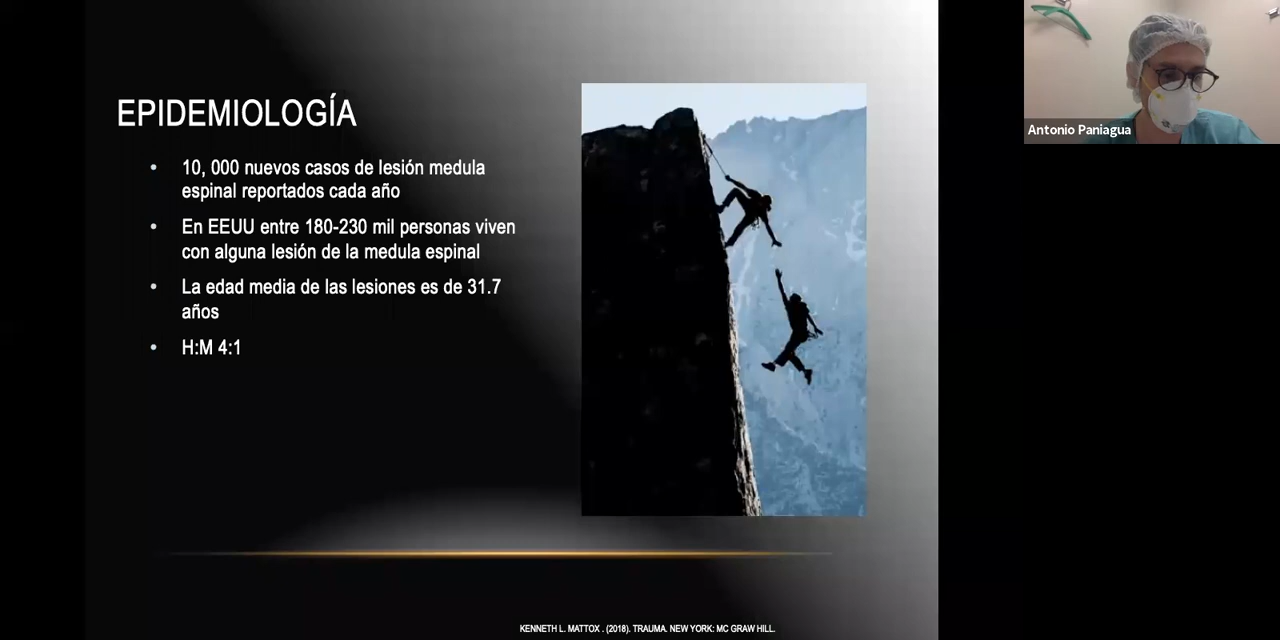 EPIDEMIOLOGÍA
• 10, 000 nuevos casos de lesión medula
espinal reportados cada año
• En EEUU entre 180-230 mil personas viven
con alguna lesión de la medula espinal
• La edad media de las lesiones es de 31.7
años
• H:M 4:1
KENNETH L. MATTOX . (2018). TRAUMA. NEW YORK: MC GRAW HILL.
Antonio Paniagua